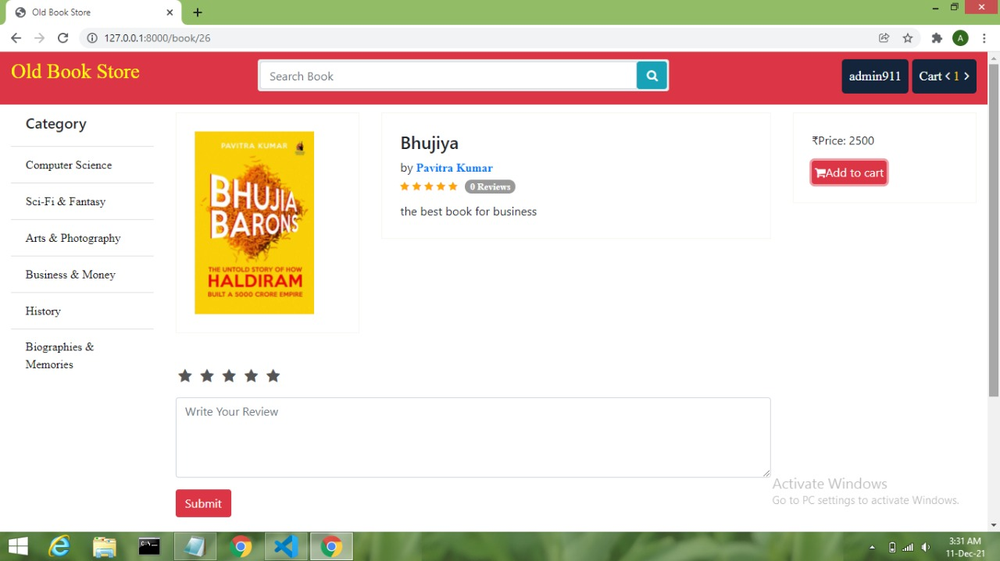 Old Book Store
127.0.0.1:8000/book/26
A
Old Book Store
Search Book
admin911
Cart < 1 >
Category
Computer Science
Sci-Fi & Fantasy
Arts & Photography
Business & Money
History
Biographies &
Memories
PAVITRA KUMAR
BHUJIA
BARONS
THE UNTOLD STORY OF HOW
HALDIRAM
BUILT A 5000 CRORE EMPIRE
Bhujiya
by Pavitra Kumar
0 Reviews
the best book for business
₹Price: 2500
Add to cart
Write Your Review
Submit
Activate Windows
Go to PC settings to activate Windows.
3:31 AM
11-Dec-21